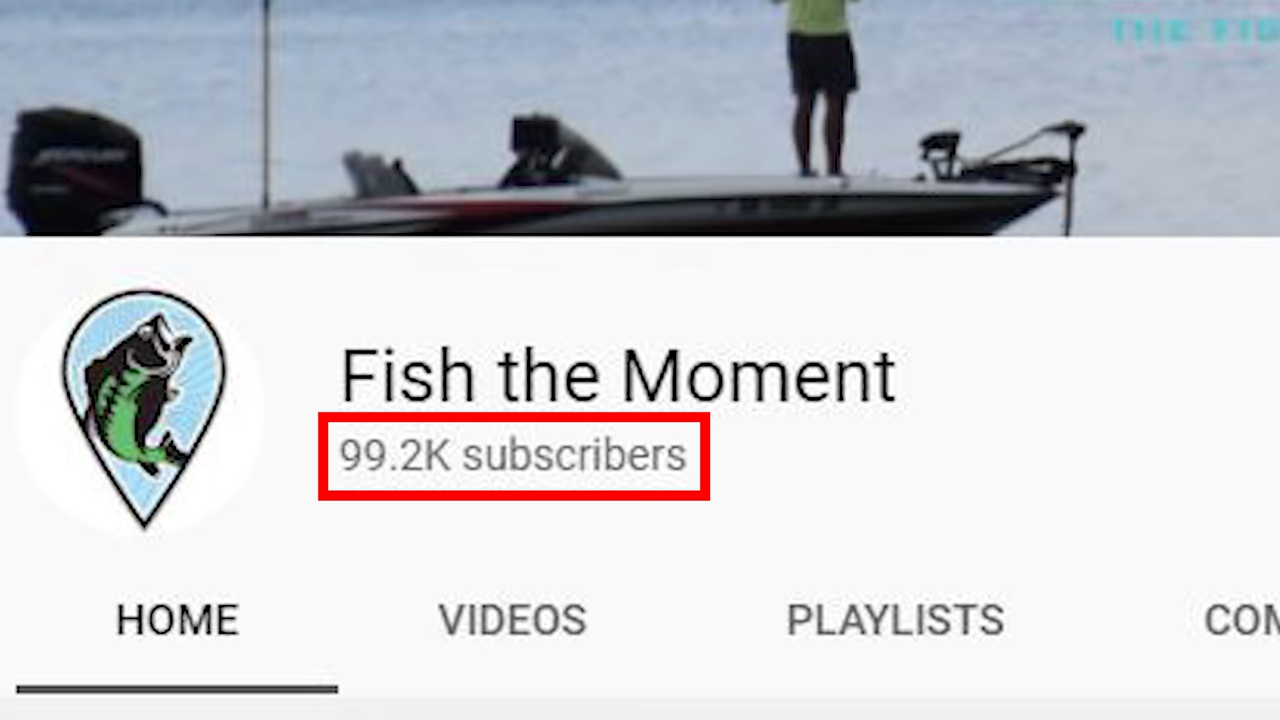 Fish the Moment
99.2K subscribers
HOME
VIDEOS
PLAYLISTS